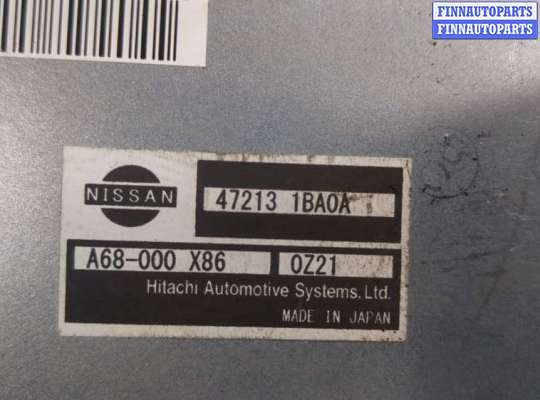 FINNAUTOPARTS
FINNAUTOPARTS
NISSAN
47213 1BA0A
A68-000 X86 0Z21
Hitachi Automotive Systems,Ltd.
MADE IN JAPAN